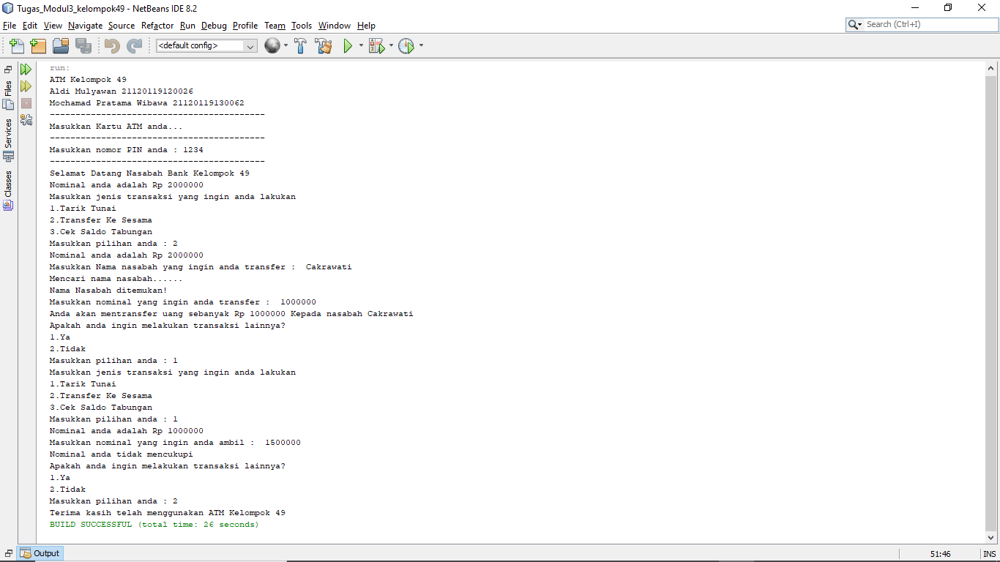 Tugas_Modul3_kelompok49 - NetBeans IDE 8.2
File Edit View Navigate Source Refactor Run Debug Profile Team Tools Window Help
Search (Ctrl+I)
<default config>
Files
Services
Classes
run:
ATM Kelompok 49
Aldi Mulyawan 21120119120026
Mochamad Pratama Wibawa 21120119130062
------------------------------------------
Masukkan Kartu ATM anda...
------------------------------------------
Masukkan nomor PIN anda : 1234
------------------------------------------
Selamat Datang Nasabah Bank Kelompok 49
Nominal anda adalah Rp 2000000
Masukkan jenis transaksi yang ingin anda lakukan
1.Tarik Tunai
2.Transfer Ke Sesama
3.Cek Saldo Tabungan
Masukkan pilihan anda : 2
Nominal anda adalah Rp 2000000
Masukkan Nama nasabah yang ingin anda transfer :  Cakrawati
Mencari nama nasabah......
Nama Nasabah ditemukan!
Masukkan nominal yang ingin anda transfer :  1000000
Anda akan mentransfer uang sebanyak Rp 1000000 Kepada nasabah Cakrawati
Apakah anda ingin melakukan transaksi lainnya?
1.Ya
2.Tidak
Masukkan pilihan anda : 1
Masukkan jenis transaksi yang ingin anda lakukan
1.Tarik Tunai
2.Transfer Ke Sesama
3.Cek Saldo Tabungan
Masukkan pilihan anda : 1
Nominal anda adalah Rp 1000000
Masukkan nominal yang ingin anda ambil :  1500000
Nominal anda tidak mencukupi
Apakah anda ingin melakukan transaksi lainnya?
1.Ya
2.Tidak
Masukkan pilihan anda : 2
Terima kasih telah menggunakan ATM Kelompok 49
BUILD SUCCESSFUL (total time: 26 seconds)
Output
51:46
INS